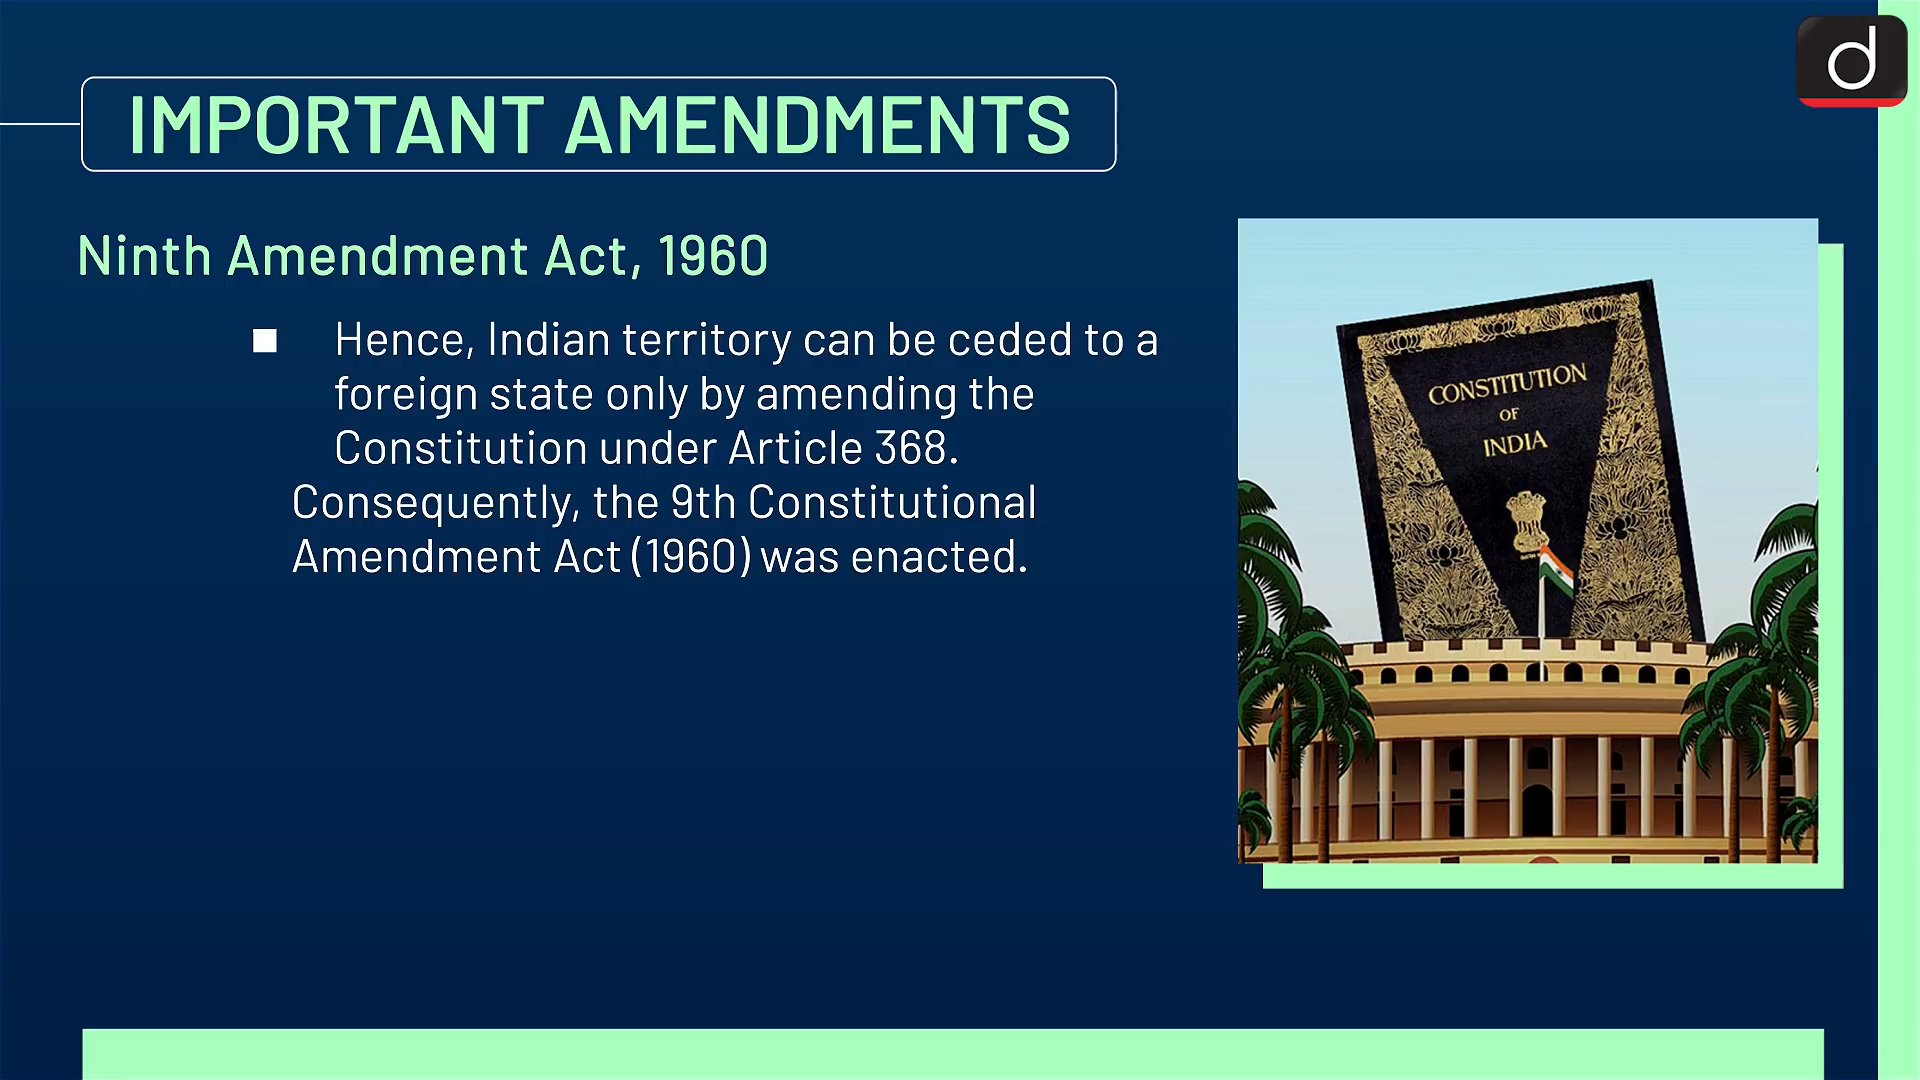 IMPORTANT AMENDMENTS
d
Ninth Amendment Act, 1960
■ Hence, Indian territory can be ceded to a
foreign state only by amending the
Constitution under Article 368.
Consequently, the 9th Constitutional
Amendment Act (1960) was enacted.
CONSTITUTION
OF
INDIA